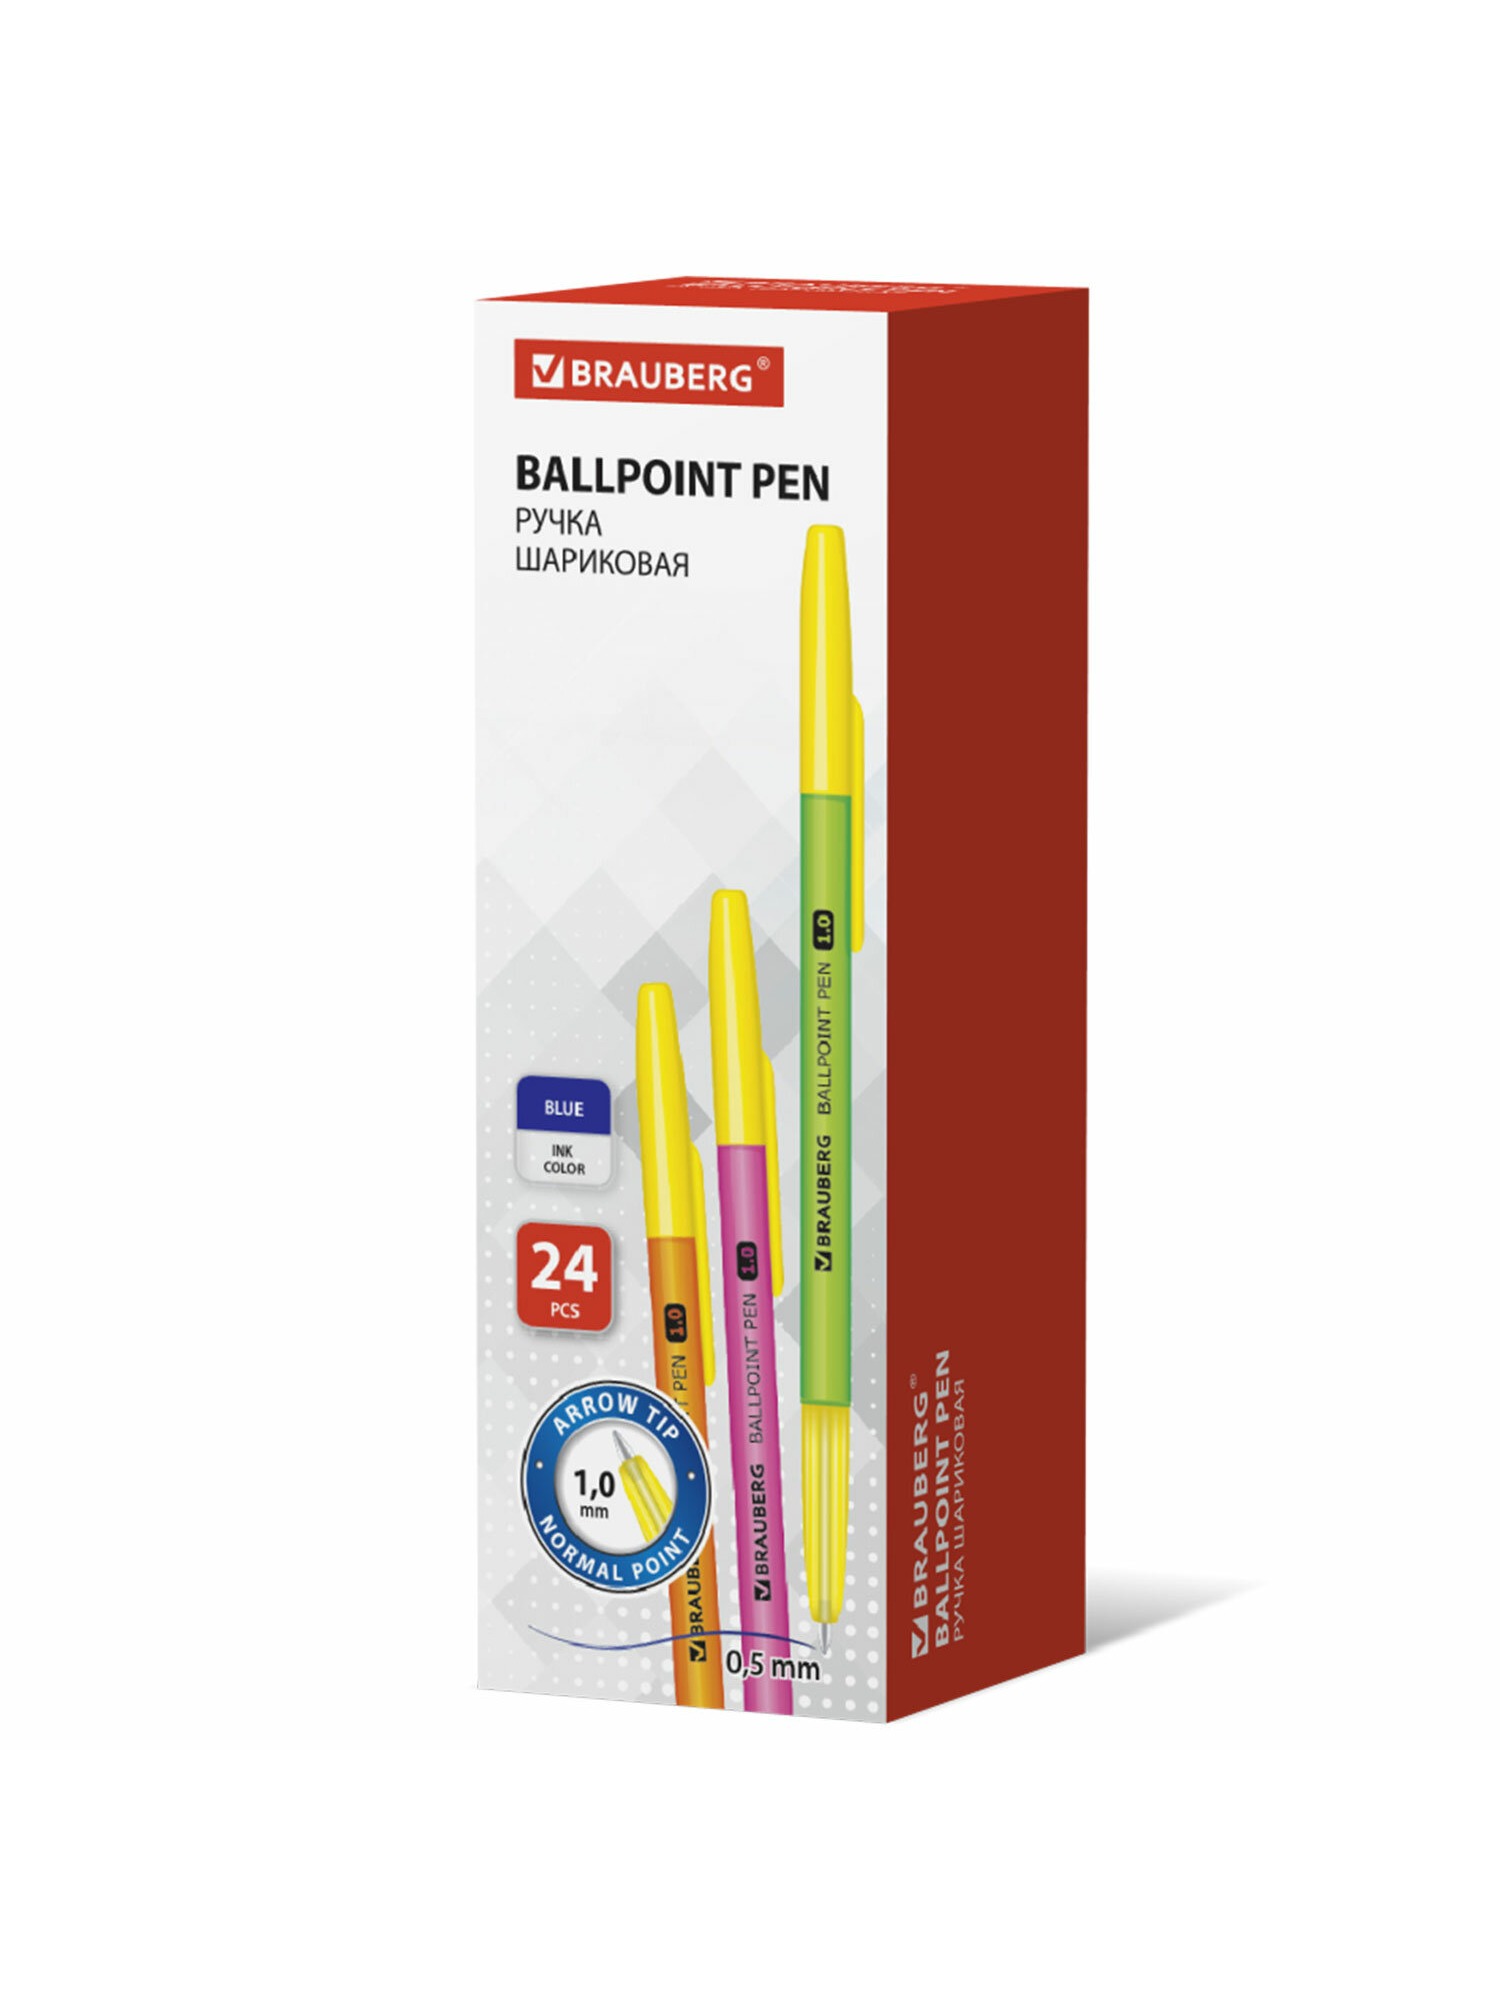 BRAUBERG®
BALLPOINT PEN
РУЧКА
ШАРИКОВАЯ
BLUE
INK
COLOR
24
PCS
ARROW TIP
1,0
mm
NORMAL POINT
BRAUBERG PEN 1.0
BRAUBERG BALLPOINT PEN 1.0
BRAUBERG BALLPOINT PEN 1.0
0,5 mm
BRAUBERG®
BALLPOINT PEN
РУЧКА ШАРИКОВАЯ